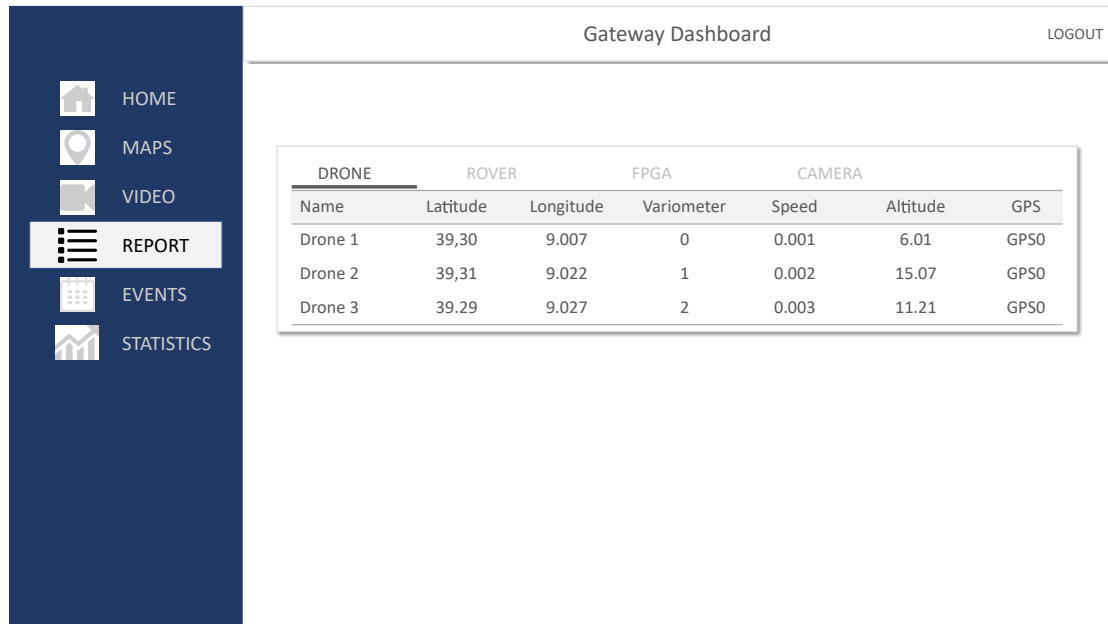 Gateway Dashboard LOGOUT
HOME
MAPS
VIDEO
REPORT
EVENTS
STATISTICS
DRONE ROVER FPGA CAMERA
Name Latitude Longitude Variometer Speed Altitude GPS
Drone 1 39,30 9.007 0 0.001 6.01 GPS0
Drone 2 39,31 9.022 1 0.002 15.07 GPS0
Drone 3 39.29 9.027 2 0.003 11.21 GPS0